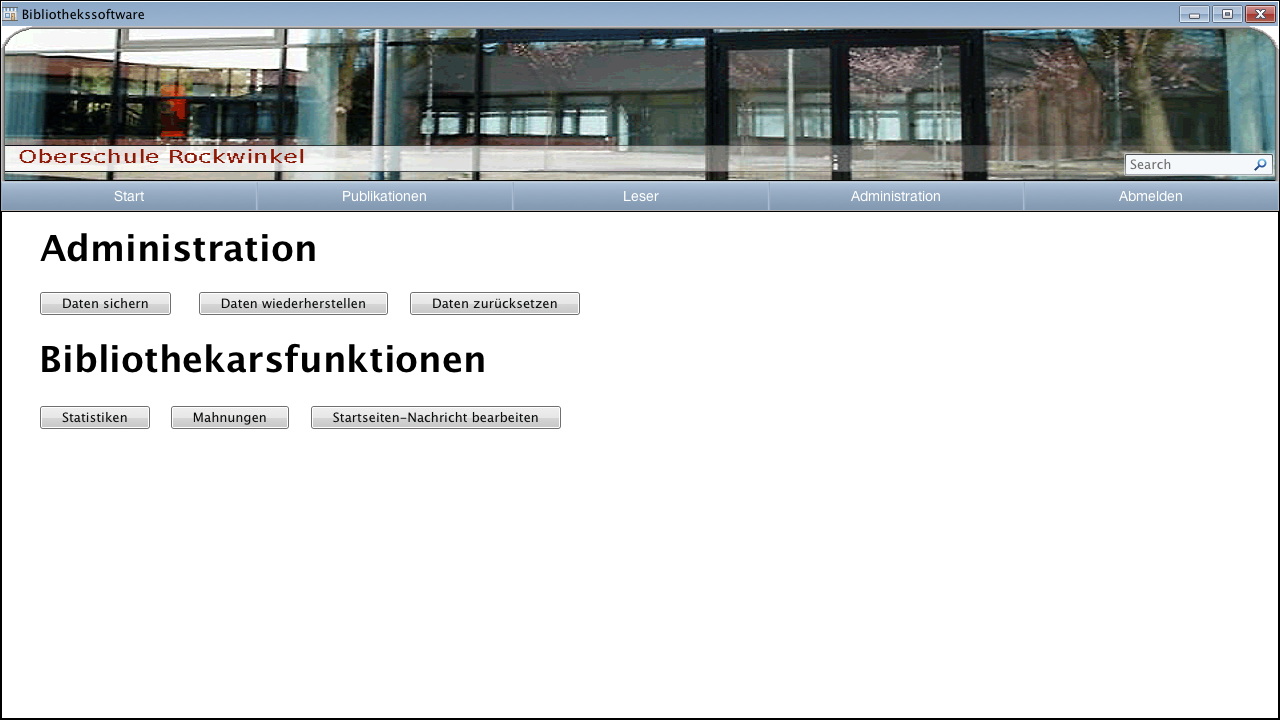 Bibliothekssoftware
Oberschule Rockwinkel
Search
Start Publikationen Leser Administration Abmelden
Administration
Daten sichern Daten wiederherstellen Daten zurücksetzen
Bibliothekarsfunktionen
Statistiken Mahnungen Startseiten-Nachricht bearbeiten